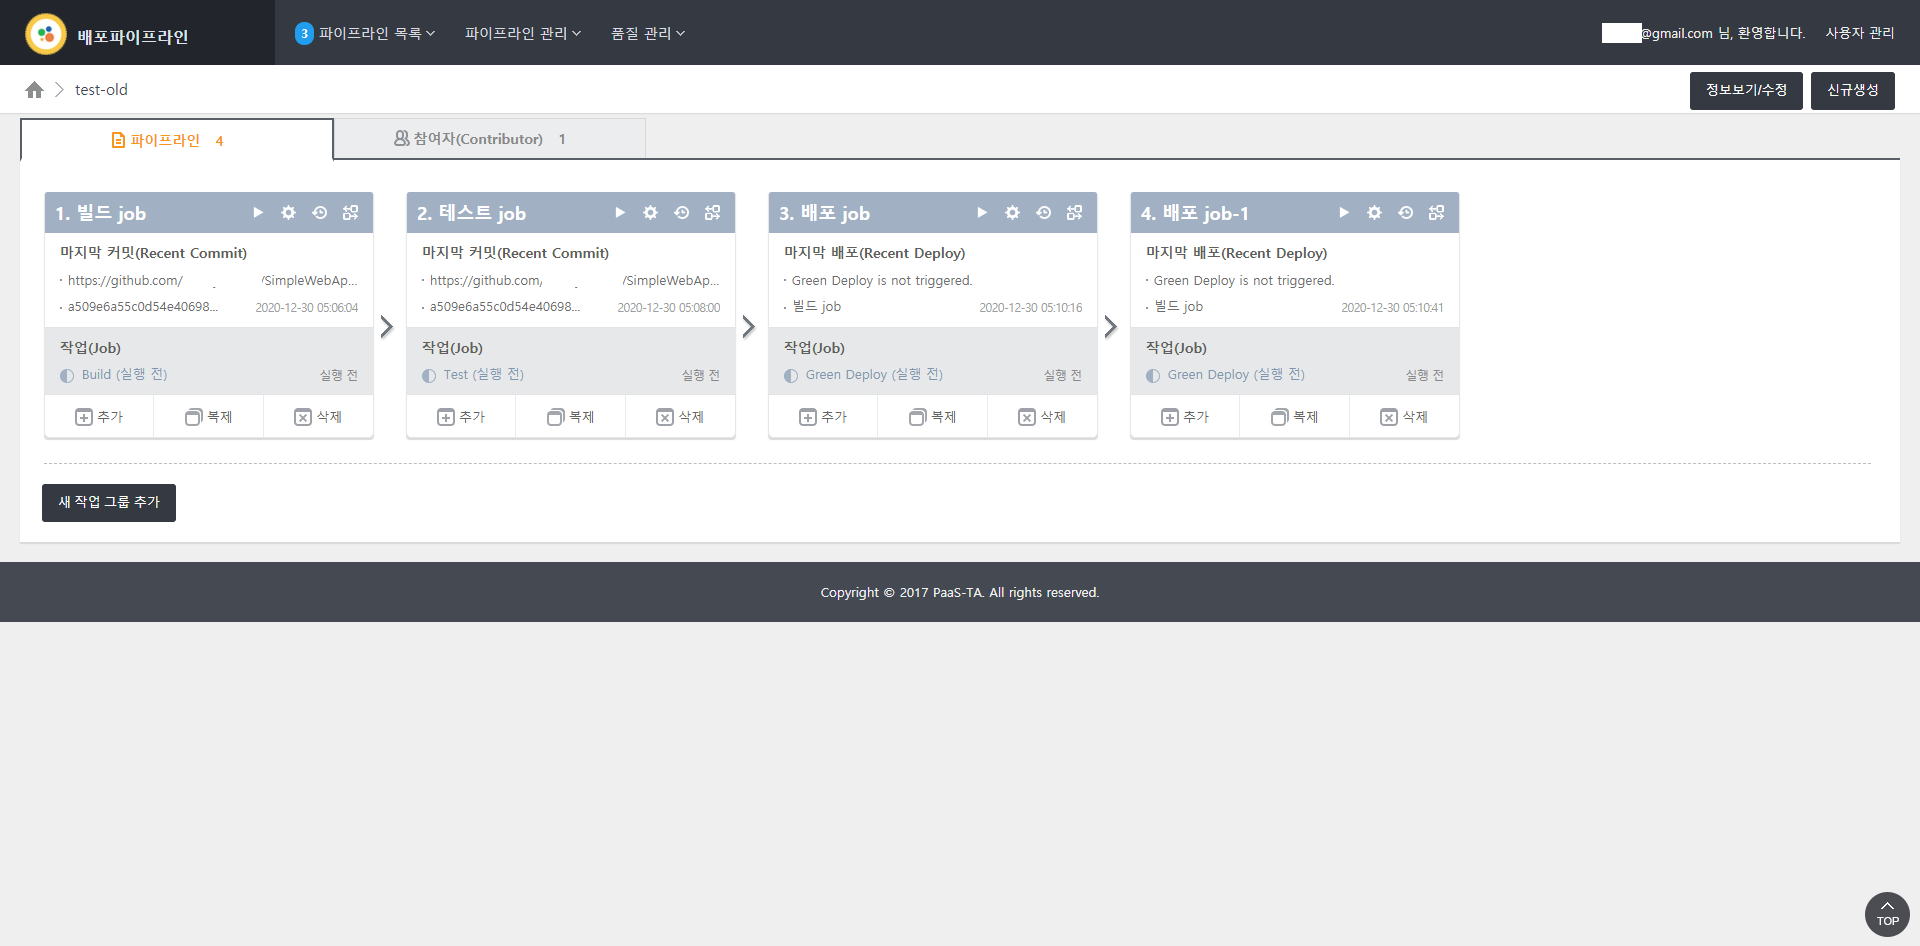 배포파이프라인
3 파이프라인 목록 파이프라인 관리 품질 관리
@gmail.com 님, 환영합니다. 사용자 관리
test-old
정보보기/수정 신규생성
파이프라인 4
참여자(Contributor) 1
1. 빌드 job
마지막 커밋(Recent Commit)
· https://github.com/ /SimpleWebAp...
· a509e6a55c0d54e40698... 2020-12-30 05:06:04
작업(Job)
Build (실행 전) 실행 전
추가 복제 삭제
2. 테스트 job
마지막 커밋(Recent Commit)
· https://github.com/ /SimpleWebAp...
· a509e6a55c0d54e40698... 2020-12-30 05:08:00
작업(Job)
Test (실행 전) 실행 전
추가 복제 삭제
3. 배포 job
마지막 배포(Recent Deploy)
· Green Deploy is not triggered.
· 빌드 job 2020-12-30 05:10:16
작업(Job)
Green Deploy (실행 전) 실행 전
추가 복제 삭제
4. 배포 job-1
마지막 배포(Recent Deploy)
· Green Deploy is not triggered.
· 빌드 job 2020-12-30 05:10:41
작업(Job)
Green Deploy (실행 전) 실행 전
추가 복제 삭제
새 작업 그룹 추가
Copyright © 2017 PaaS-TA. All rights reserved.
TOP